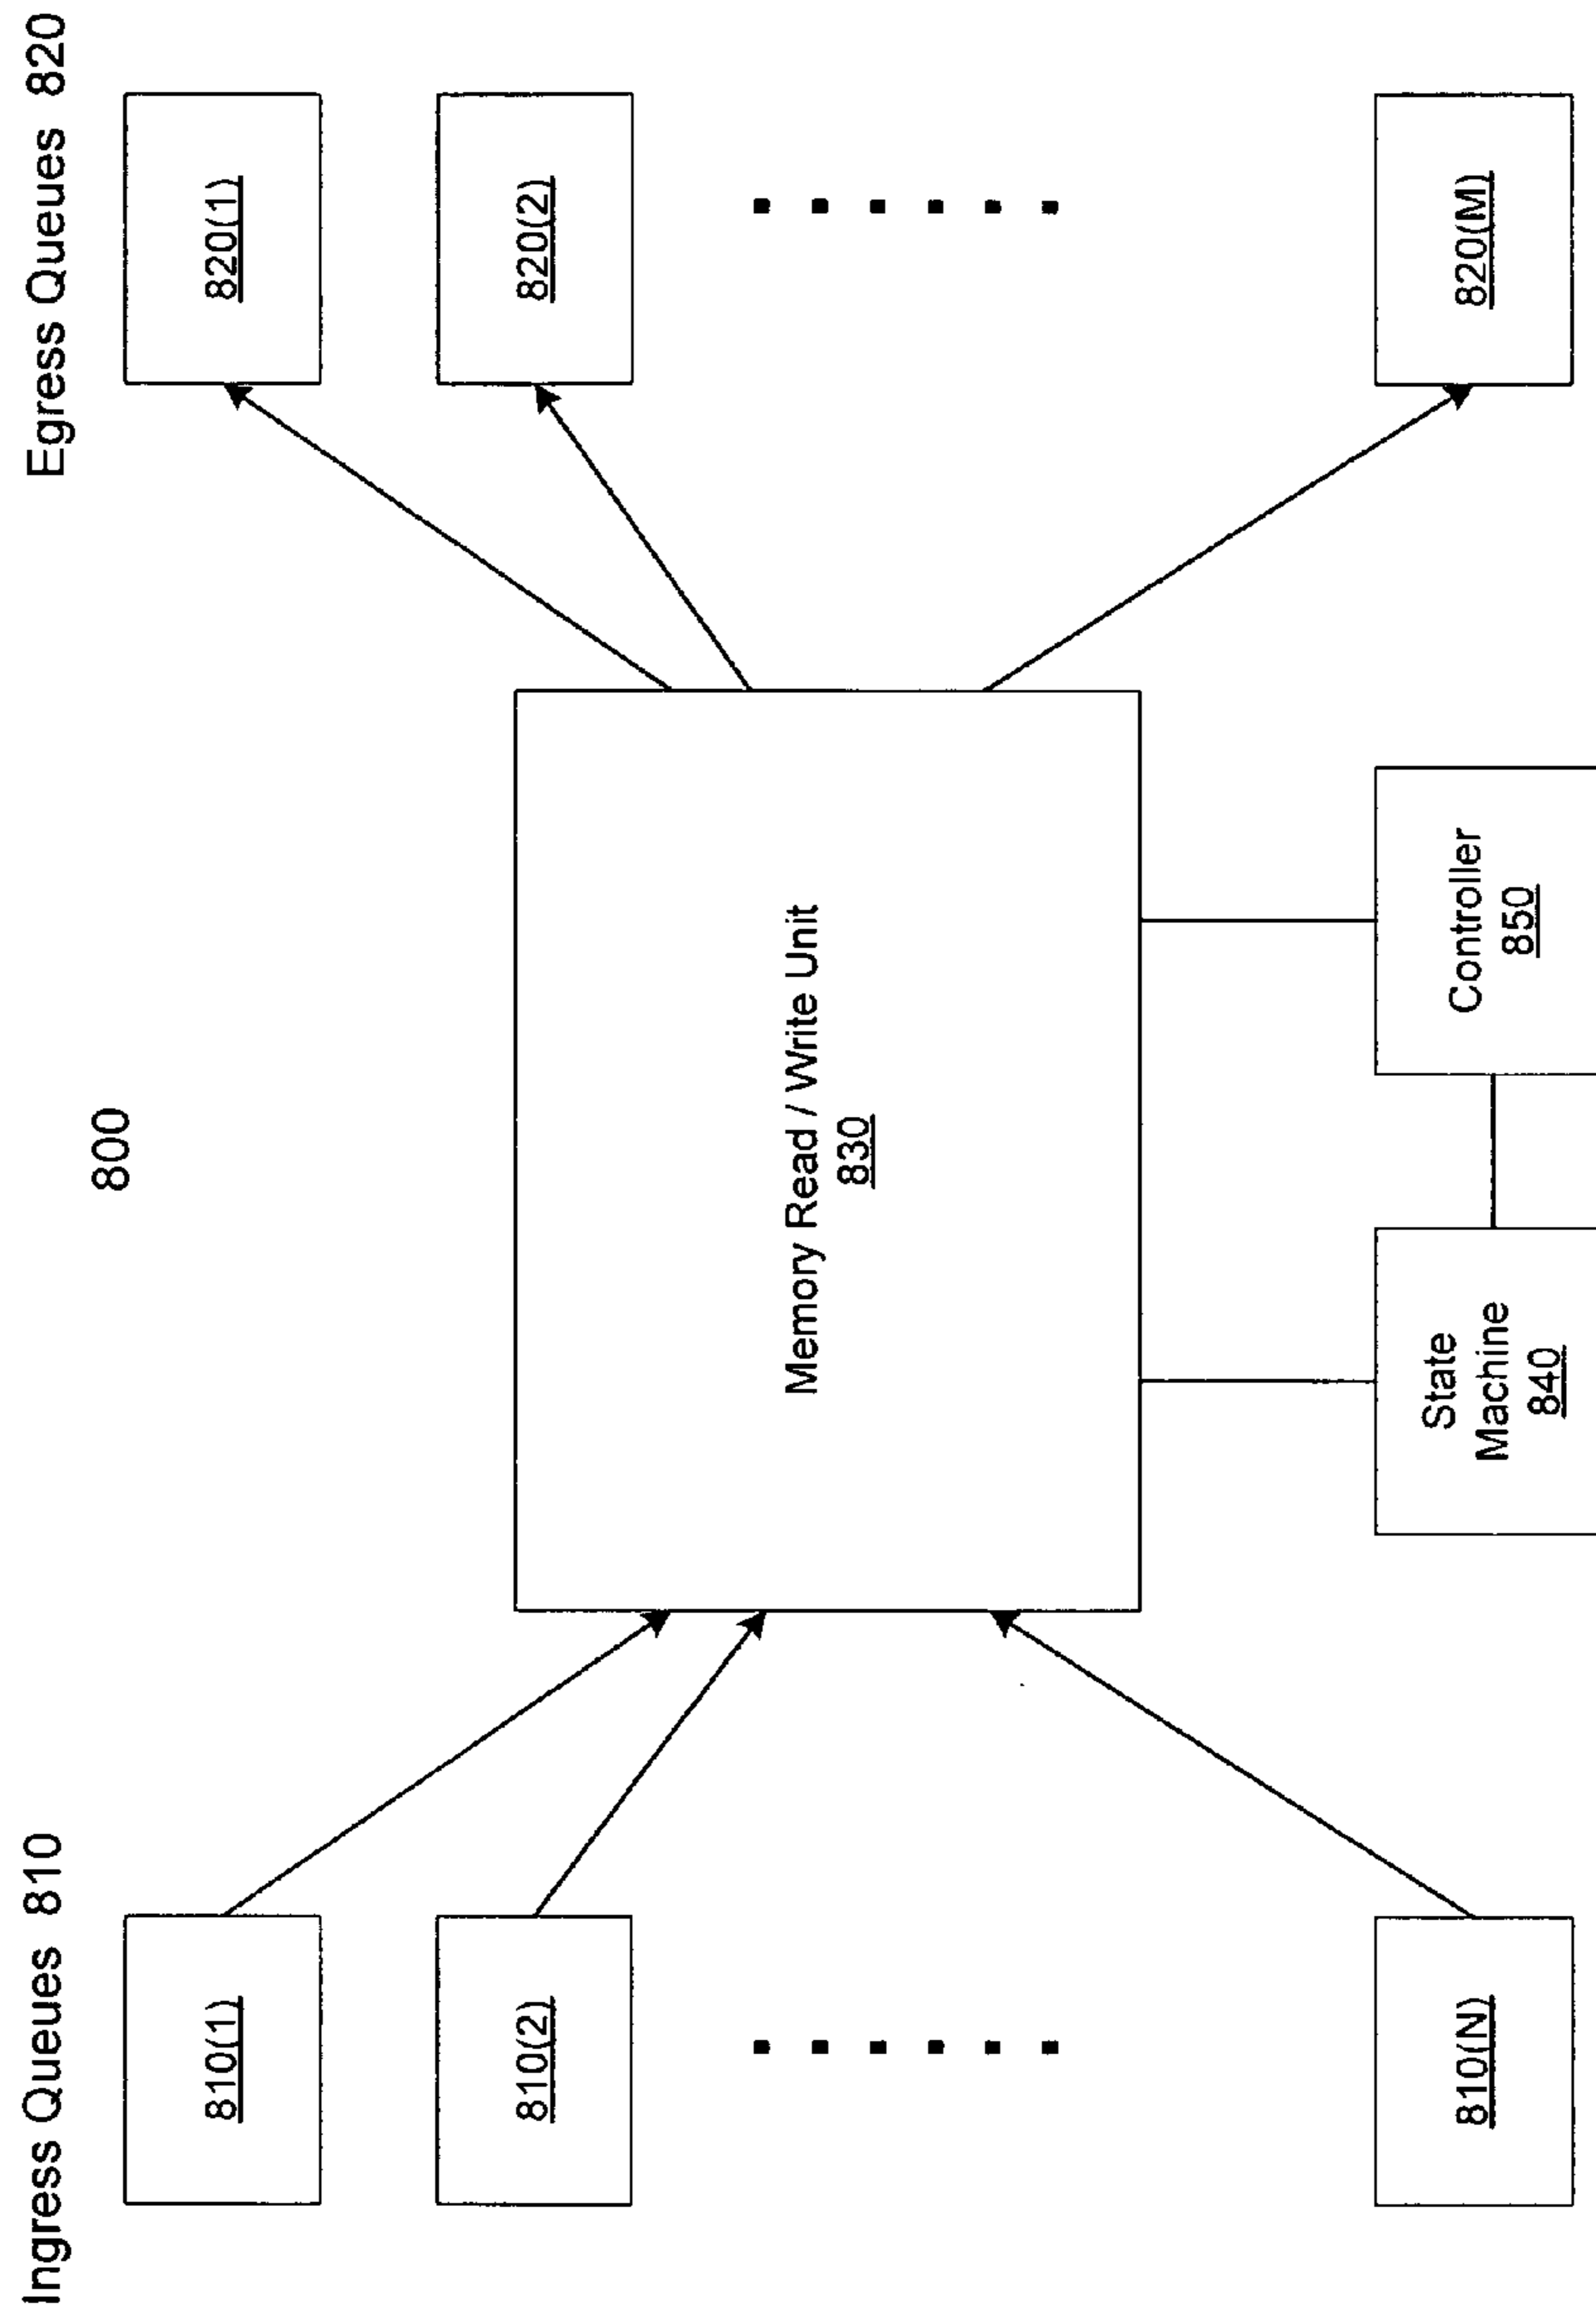 800
Ingress Queues 810
Egress Queues 820
810(1)
820(1)
810(2)
820(2)
Memory Read / Write Unit
830
810(N)
State
Machine
840
Controller
850
820(M)